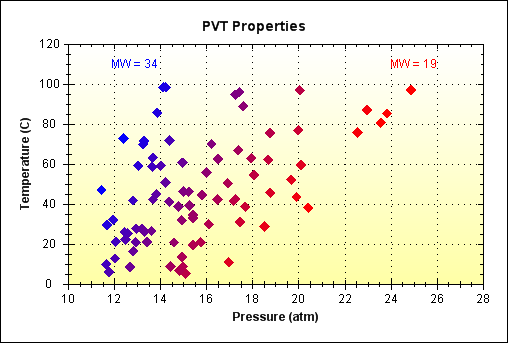 PVT Properties
MW = 34
MW = 19
Temperature (C)
120
100
80
60
40
20
0
10 12 14 16 18 20 22 24 26 28
Pressure (atm)